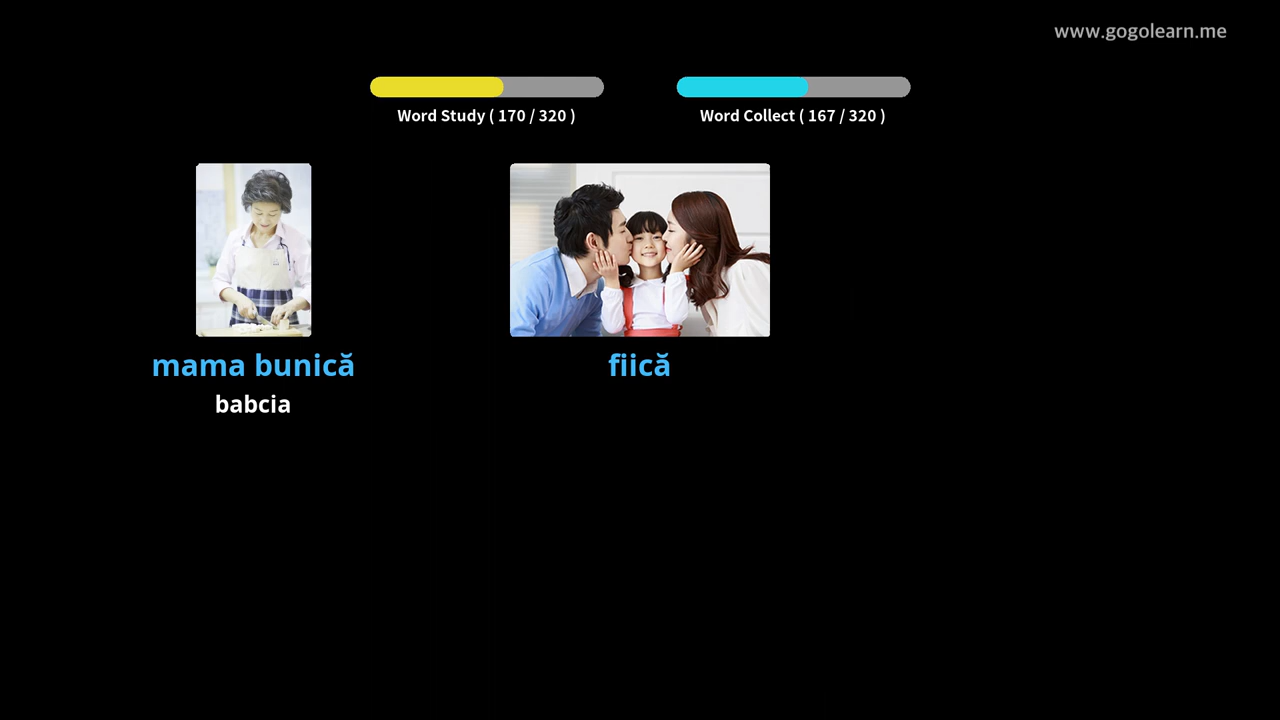 www.gogolearn.me
Word Study ( 170 / 320 )
Word Collect ( 167 / 320 )
mama bunică
babcia
fiică